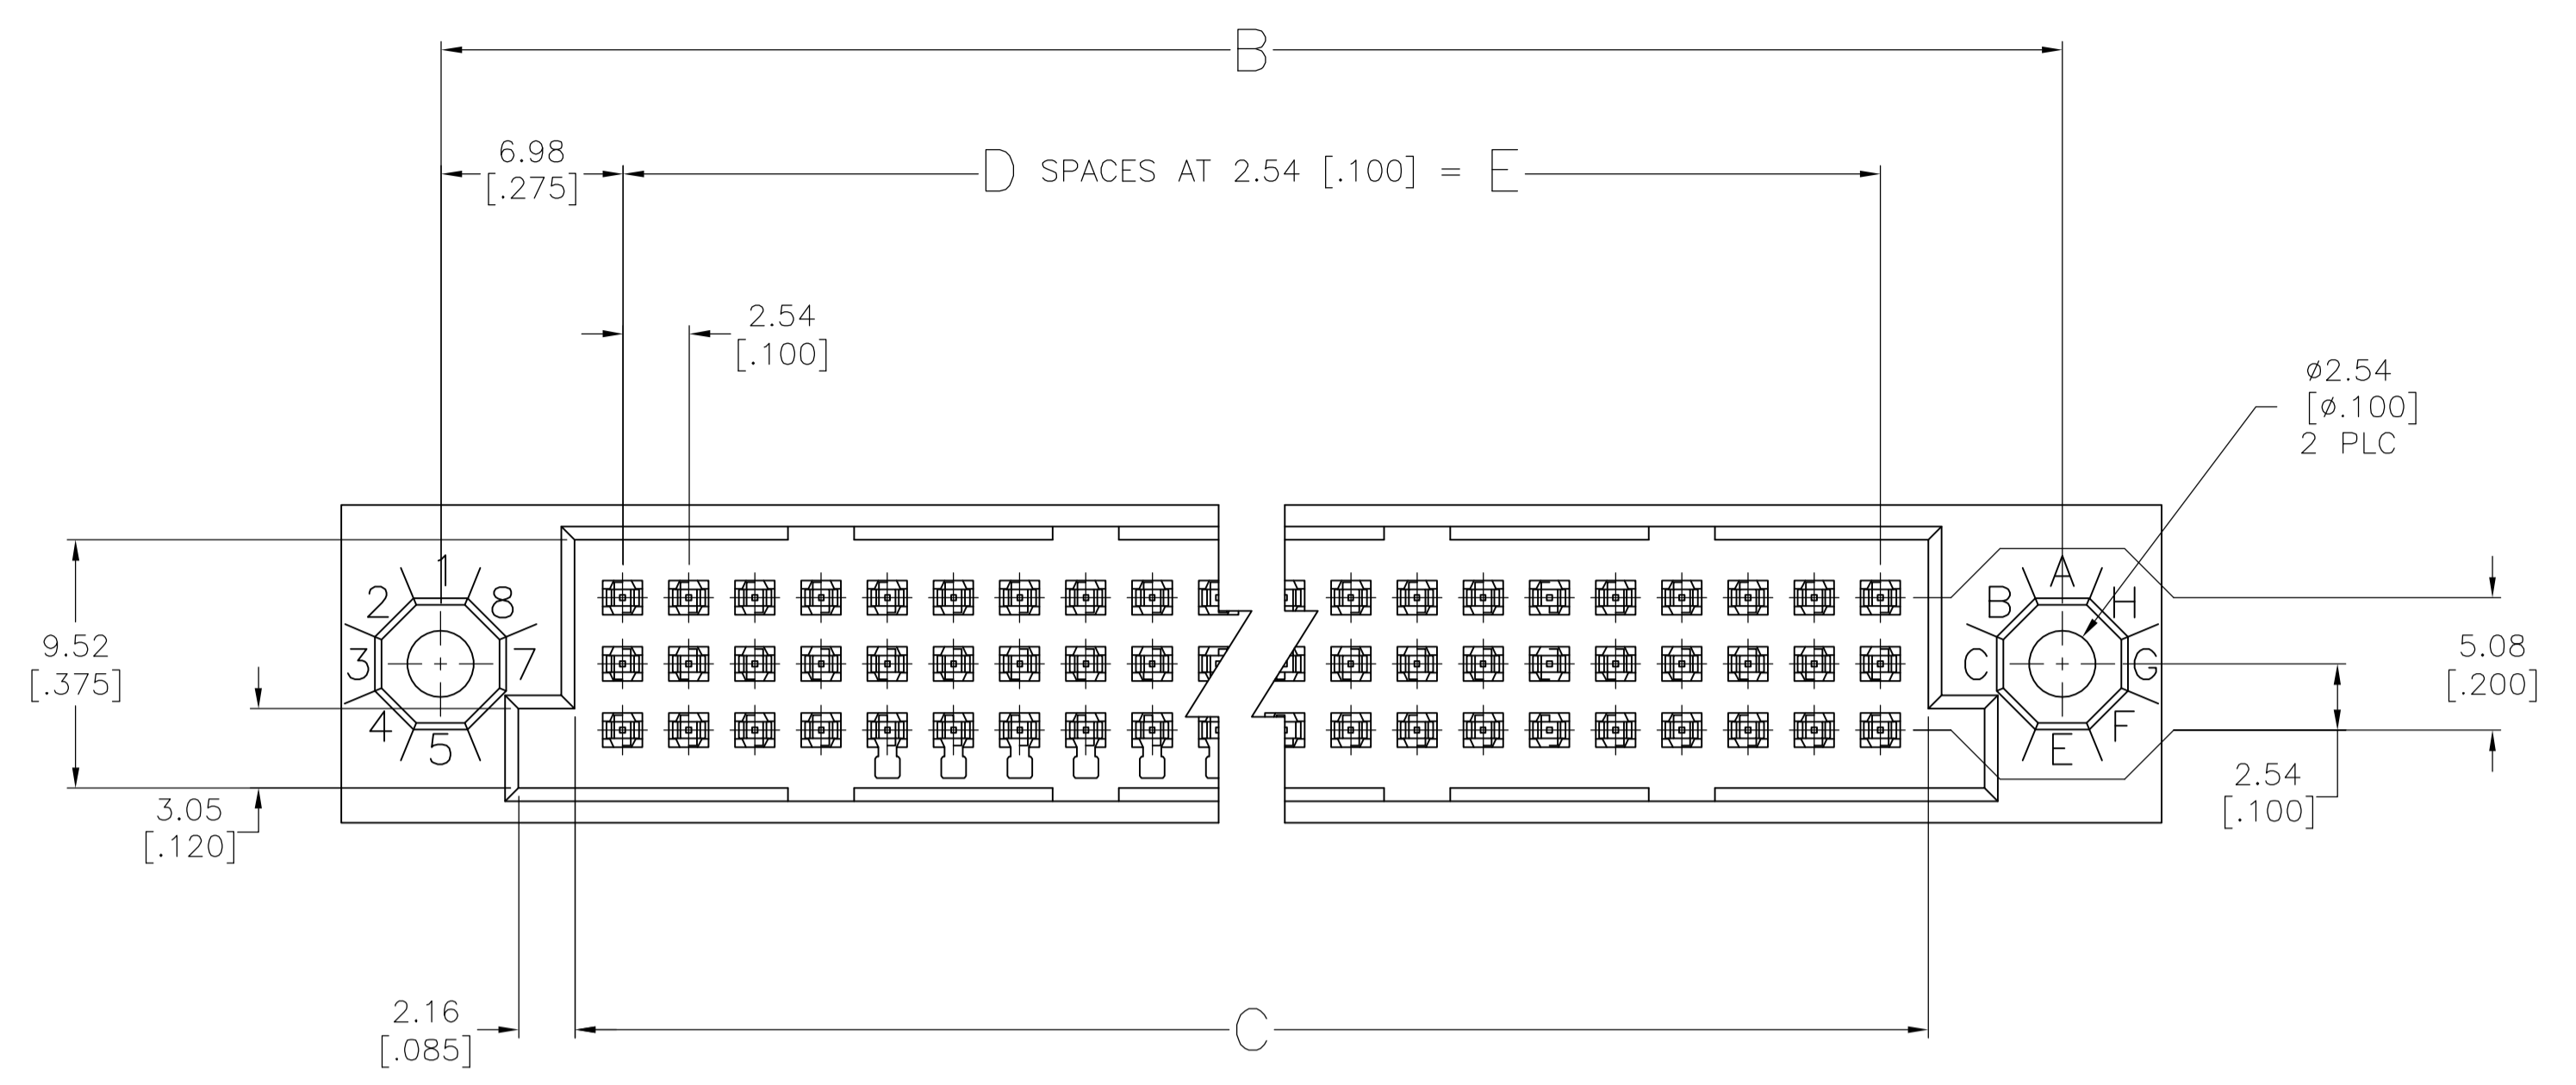 B
6.98
[.275]
D SPACES AT 2.54 [.100] = E
2.54
[.100]
ø2.54
[ø.100]
2 PLC
1
2
8
3
7
4
5
A
B
H
C
G
F
E
9.52
[.375]
5.08
[.200]
3.05
[.120]
2.54
[.100]
2.16
[.085]
C